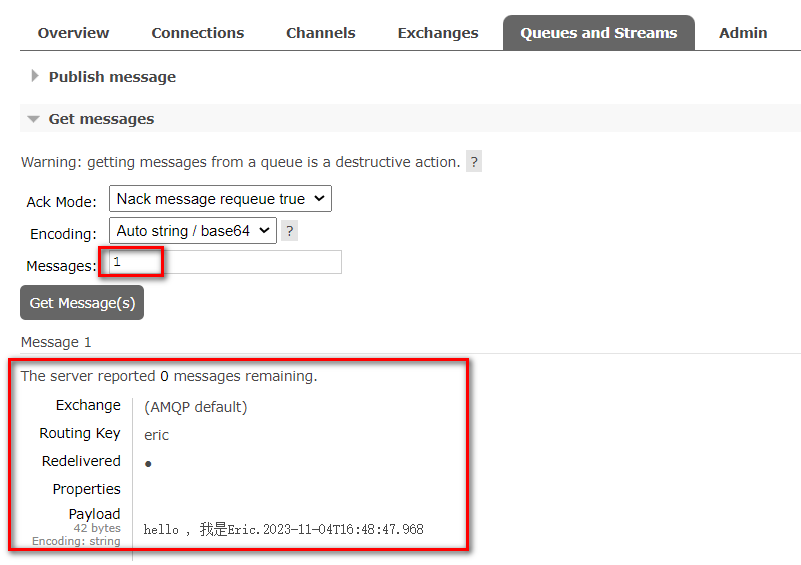 Overview Connections Channels Exchanges Queues and Streams Admin
Publish message
Get messages
Warning: getting messages from a queue is a destructive action. ?
Ack Mode: Nack message requeue true
Encoding: Auto string / base64 ?
Messages: 1
Get Message(s)
Message 1
The server reported 0 messages remaining.
Exchange (AMQP default)
Routing Key eric
Redelivered ●
Properties
Payload
42 bytes
hello , 我是Eric.2023-11-04T16:48:47.968
Encoding: string